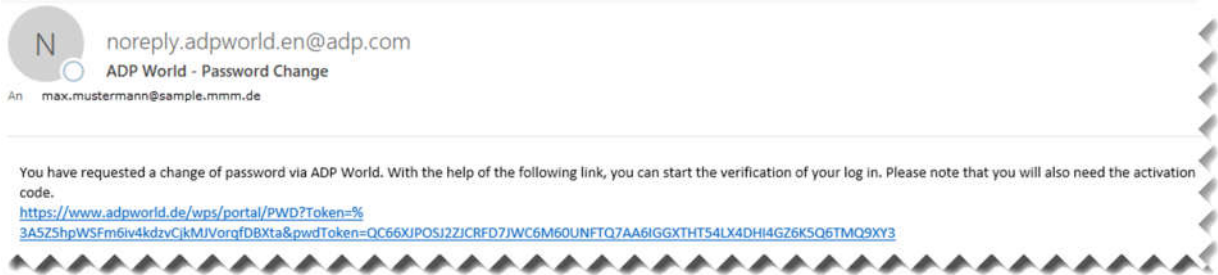 N
noreply.adpworld.en@adp.com
ADP World - Password Change
An max.mustermann@sample.mmm.de
You have requested a change of password via ADP World. With the help of the following link, you can start the verification of your log in. Please note that you will also need the activation
code.
https://www.adpworld.de/wps/portal/PWD?Token=%
3A5Z5hpWSFm6iv4kdzvCjkMJVorqfDBXta&pwdToken=QC66XJPOSJ2ZJCRFD7JWC6M60UNFTQ7AA6IGGXTHT54LX4DHI4GZ6K5Q6TMQ9XY3